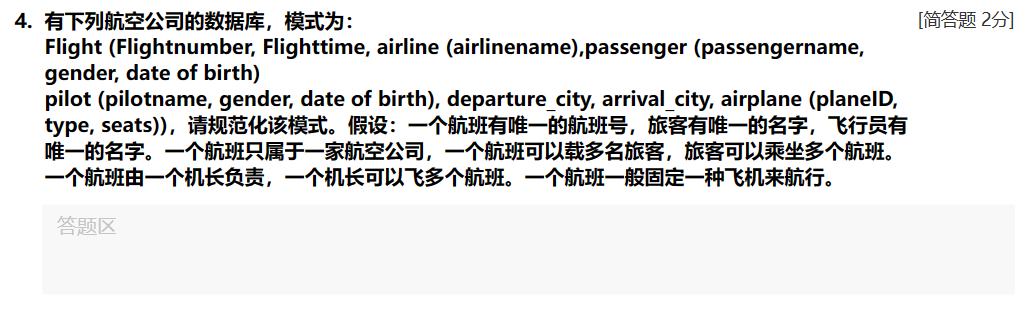 4. 有下列航空公司的数据库，模式为： [简答题 2分]
Flight (Flightnumber, Flighttime, airline (airlinename),passenger (passengername,
gender, date of birth)
pilot (pilotname, gender, date of birth), departure_city, arrival_city, airplane (planeID,
type, seats))，请规范化该模式。假设：一个航班有唯一的航班号，旅客有唯一的名字，飞行员有
唯一的名字。一个航班只属于一家航空公司，一个航班可以载多名旅客，旅客可以乘坐多个航班。
一个航班由一个机长负责，一个机长可以飞多个航班。一个航班一般固定一种飞机来航行。
答题区